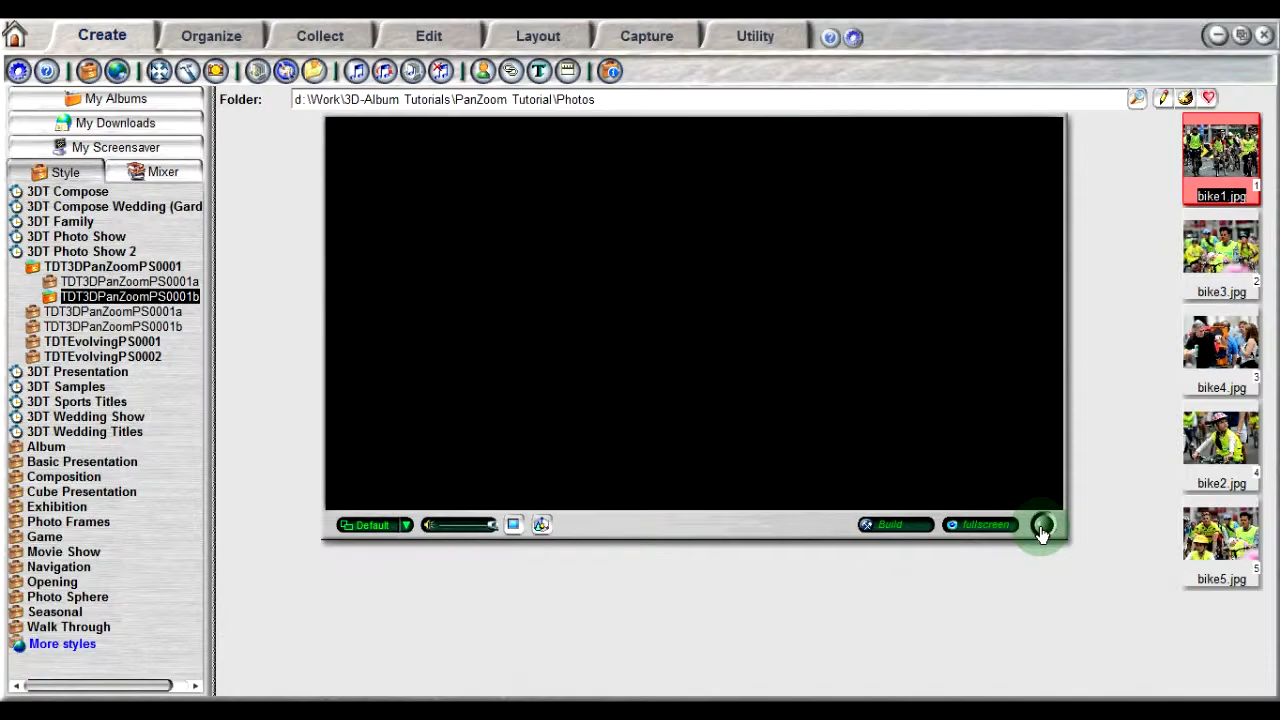 Create
Organize
Collect
Edit
Layout
Capture
Utility
My Albums
My Downloads
My Screensaver
Style
Mixer
3DT Compose
3DT Compose Wedding (Gard
3DT Family
3DT Photo Show
3DT Photo Show 2
TDT3DPanZoomPS0001
TDT3DPanZoomPS0001a
TDT3DPanZoomPS0001b
TDT3DPanZoomPS0001a
TDT3DPanZoomPS0001b
TDTEvolvingPS0001
TDTEvolvingPS0002
3DT Presentation
3DT Samples
3DT Sports Titles
3DT Wedding Show
3DT Wedding Titles
Album
Basic Presentation
Composition
Cube Presentation
Exhibition
Photo Frames
Game
Movie Show
Navigation
Opening
Photo Sphere
Seasonal
Walk Through
More styles
Folder: d:\Work\3D-Album Tutorials\PanZoom Tutorial\Photos
Default
Build
fullscreen
1
bike1.jpg
2
bike3.jpg
3
bike4.jpg
4
bike2.jpg
5
bike5.jpg